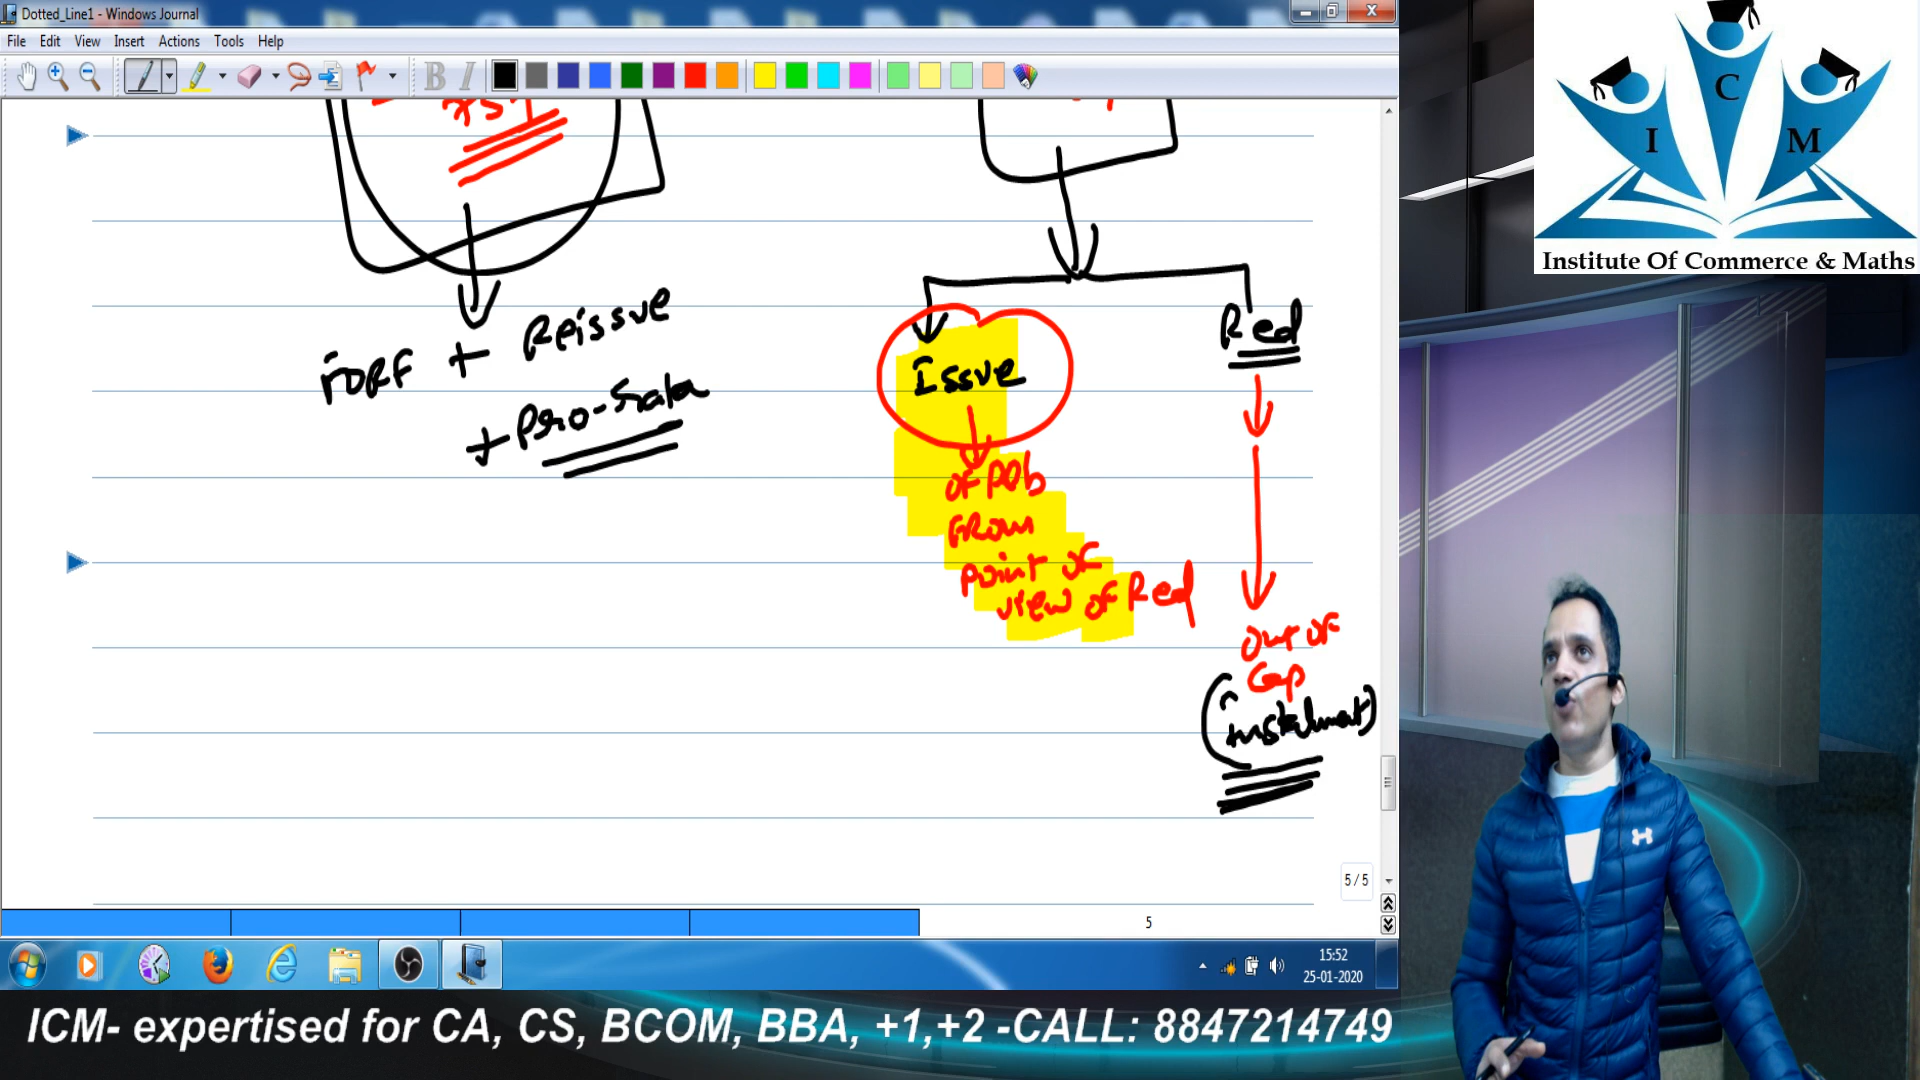 Dotted_Line1 - Windows Journal
File Edit View Insert Actions Tools Help
B I
Red
Issue
+ Reissue
+ Pro-rata
of Deb
From
point of
view of Red
out of
Cap
(instalment)
5 / 5
5
15:52
25-01-2020
I C M
Institute Of Commerce & Maths
ICM- expertised for CA, CS, BCOM, BBA, +1,+2 -CALL: 8847214749